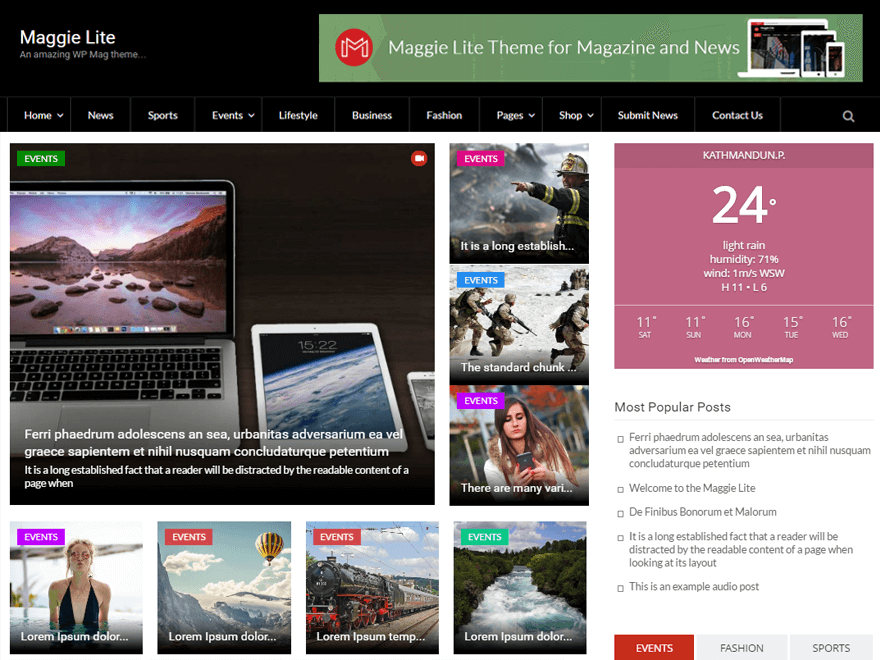 Maggie Lite
An amazing WP Mag theme...
Maggie Lite Theme for Magazine and News
Home
News
Sports
Events
Lifestyle
Business
Fashion
Pages
Shop
Submit News
Contact Us
EVENTS
15:22
Ferri phaedrum adolescens an sea, urbanitas adversarium ea vel
graece sapientem et nihil nusquam concludaturque petentium
It is a long established fact that a reader will be distracted by the readable content of a
page when
EVENTS
It is a long establish...
EVENTS
The standard chunk ...
EVENTS
There are many vari...
EVENTS
Lorem Ipsum dolor...
EVENTS
Lorem Ipsum dolor...
EVENTS
Lorem Ipsum temp...
EVENTS
Lorem Ipsum dolor...
KATHMANDUN.P.
24°
light rain
humidity: 71%
wind: 1m/s WSW
H 11 • L 6
11° 11° 16° 15° 16°
SAT SUN MON TUE WED
Weather from OpenWeatherMap
Most Popular Posts
Ferri phaedrum adolescens an sea, urbanitas
adversarium ea vel graece sapientem et nihil nusquam
concludaturque petentium
Welcome to the Maggie Lite
De Finibus Bonorum et Malorum
It is a long established fact that a reader will be
distracted by the readable content of a page when
looking at its layout
This is an example audio post
EVENTS
FASHION
SPORTS